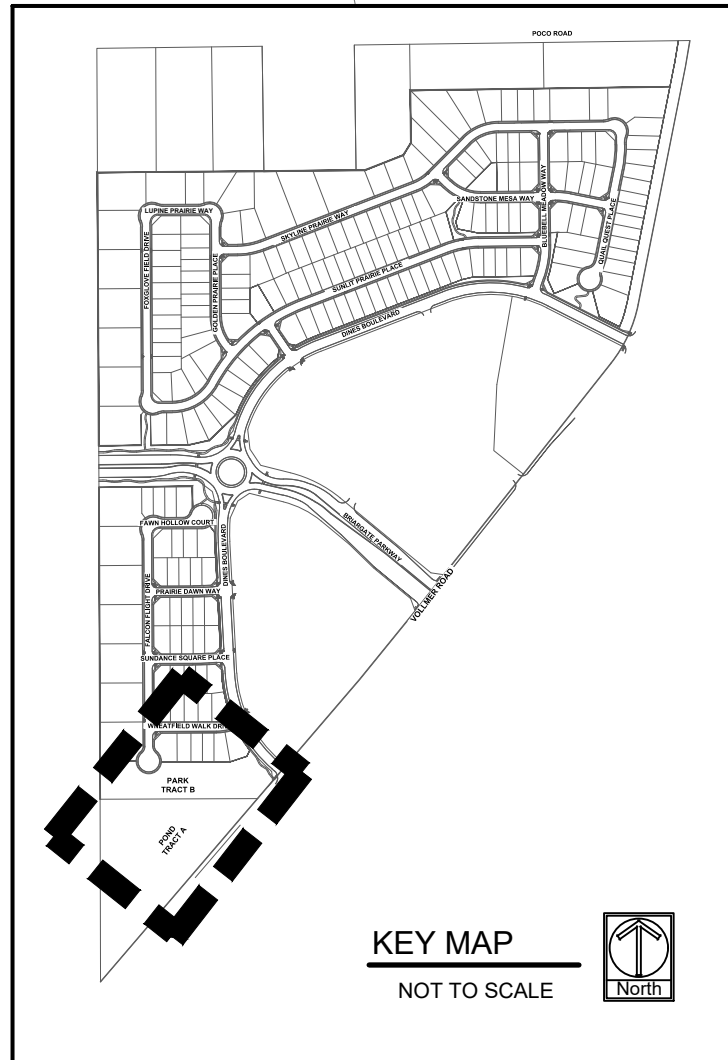 POCO ROAD
LUPINE PRAIRIE WAY
SKYLINE PRAIRIE WAY
SANDSTONE MESA WAY
BLUEBELL MEADOW WAY
QUAIL QUEST PLACE
FOXGLOVE FIELD DRIVE
GOLDEN PRAIRIE PLACE
SUNLIT PRAIRIE PLACE
DINES BOULEVARD
BRIARGATE PARKWAY
VOLLMER ROAD
FAWN HOLLOW COURT
DINES BOULEVARD
FALCON FLIGHT DRIVE
PRAIRIE DAWN WAY
SUNDANCE SQUARE PLACE
WHEATFIELD WALK
PARK
TRACT B
POND
TRACT A
KEY MAP
NOT TO SCALE
North